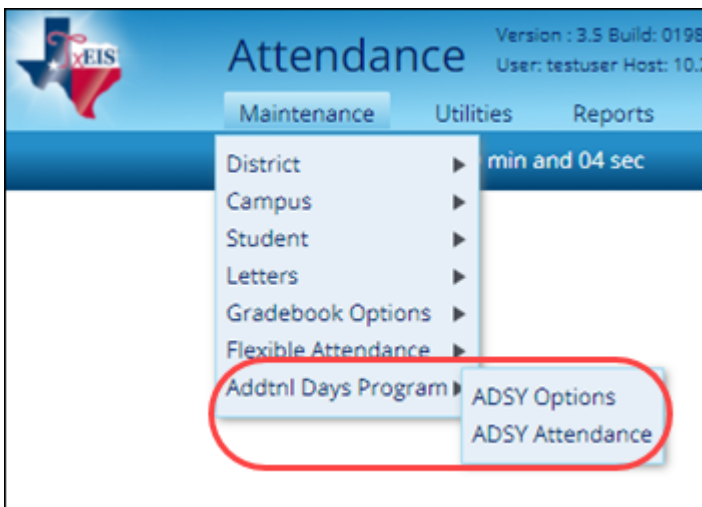 TxEIS
Attendance
Version : 3.5 Build: 0198
User: testuser Host: 10.
Maintenance Utilities Reports
min and 04 sec
District
Campus
Student
Letters
Gradebook Options
Flexible Attendance
Addtnl Days Program
ADSY Options
ADSY Attendance